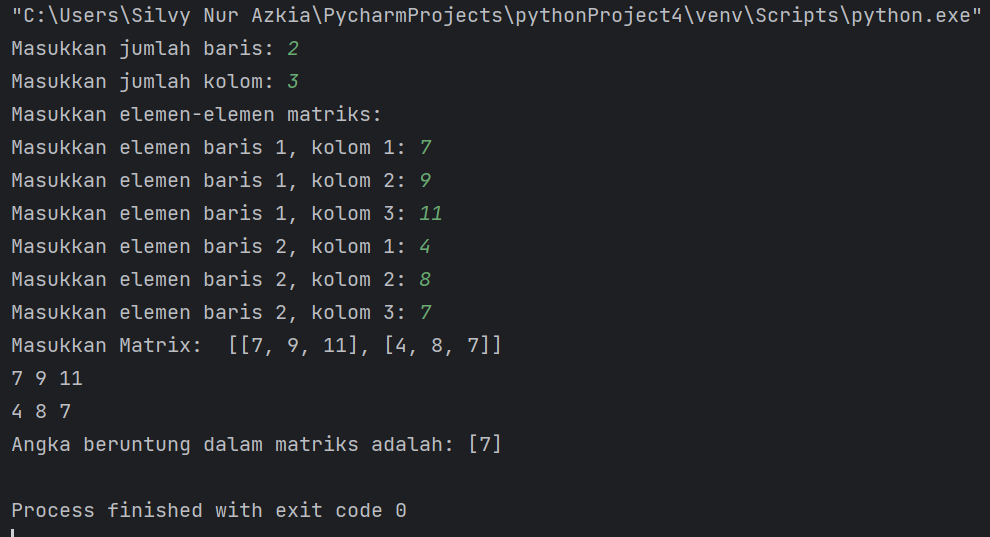 "C:\Users\Silvy Nur Azkia\PycharmProjects\pythonProject4\venv\Scripts\python.exe"
Masukkan jumlah baris: 2
Masukkan jumlah kolom: 3
Masukkan elemen-elemen matriks:
Masukkan elemen baris 1, kolom 1: 7
Masukkan elemen baris 1, kolom 2: 9
Masukkan elemen baris 1, kolom 3: 11
Masukkan elemen baris 2, kolom 1: 4
Masukkan elemen baris 2, kolom 2: 8
Masukkan elemen baris 2, kolom 3: 7
Masukkan Matrix:  [[7, 9, 11], [4, 8, 7]]
7 9 11
4 8 7
Angka beruntung dalam matriks adalah: [7]
Process finished with exit code 0